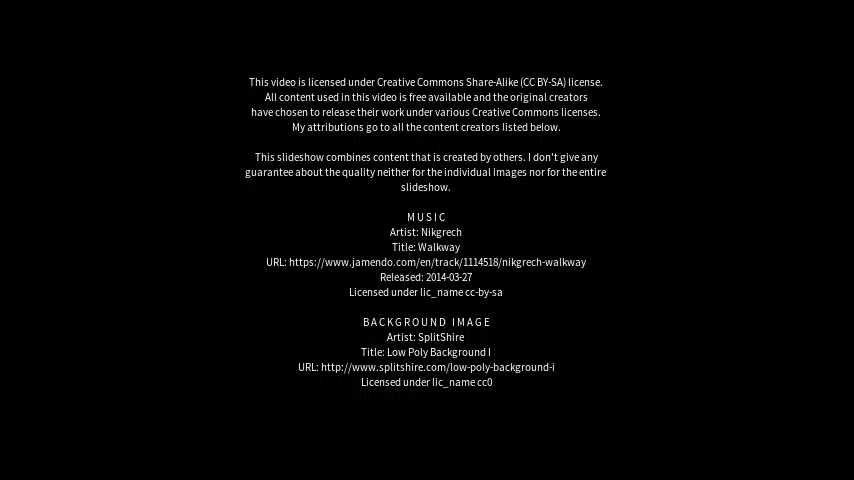 This video is licensed under Creative Commons Share-Alike (CC BY-SA) license.
All content used in this video is free available and the original creators
have chosen to release their work under various Creative Commons licenses.
My attributions go to all the content creators listed below.
This slideshow combines content that is created by others. I don't give any
guarantee about the quality neither for the individual images nor for the entire
slideshow.
MUSIC
Artist: Nikgrech
Title: Walkway
URL: https://www.jamendo.com/en/track/1114518/nikgrech-walkway
Released: 2014-03-27
Licensed under lic_name cc-by-sa
BACKGROUND IMAGE
Artist: SplitShire
Title: Low Poly Background I
URL: http://www.splitshire.com/low-poly-background-i
Licensed under lic_name cc0